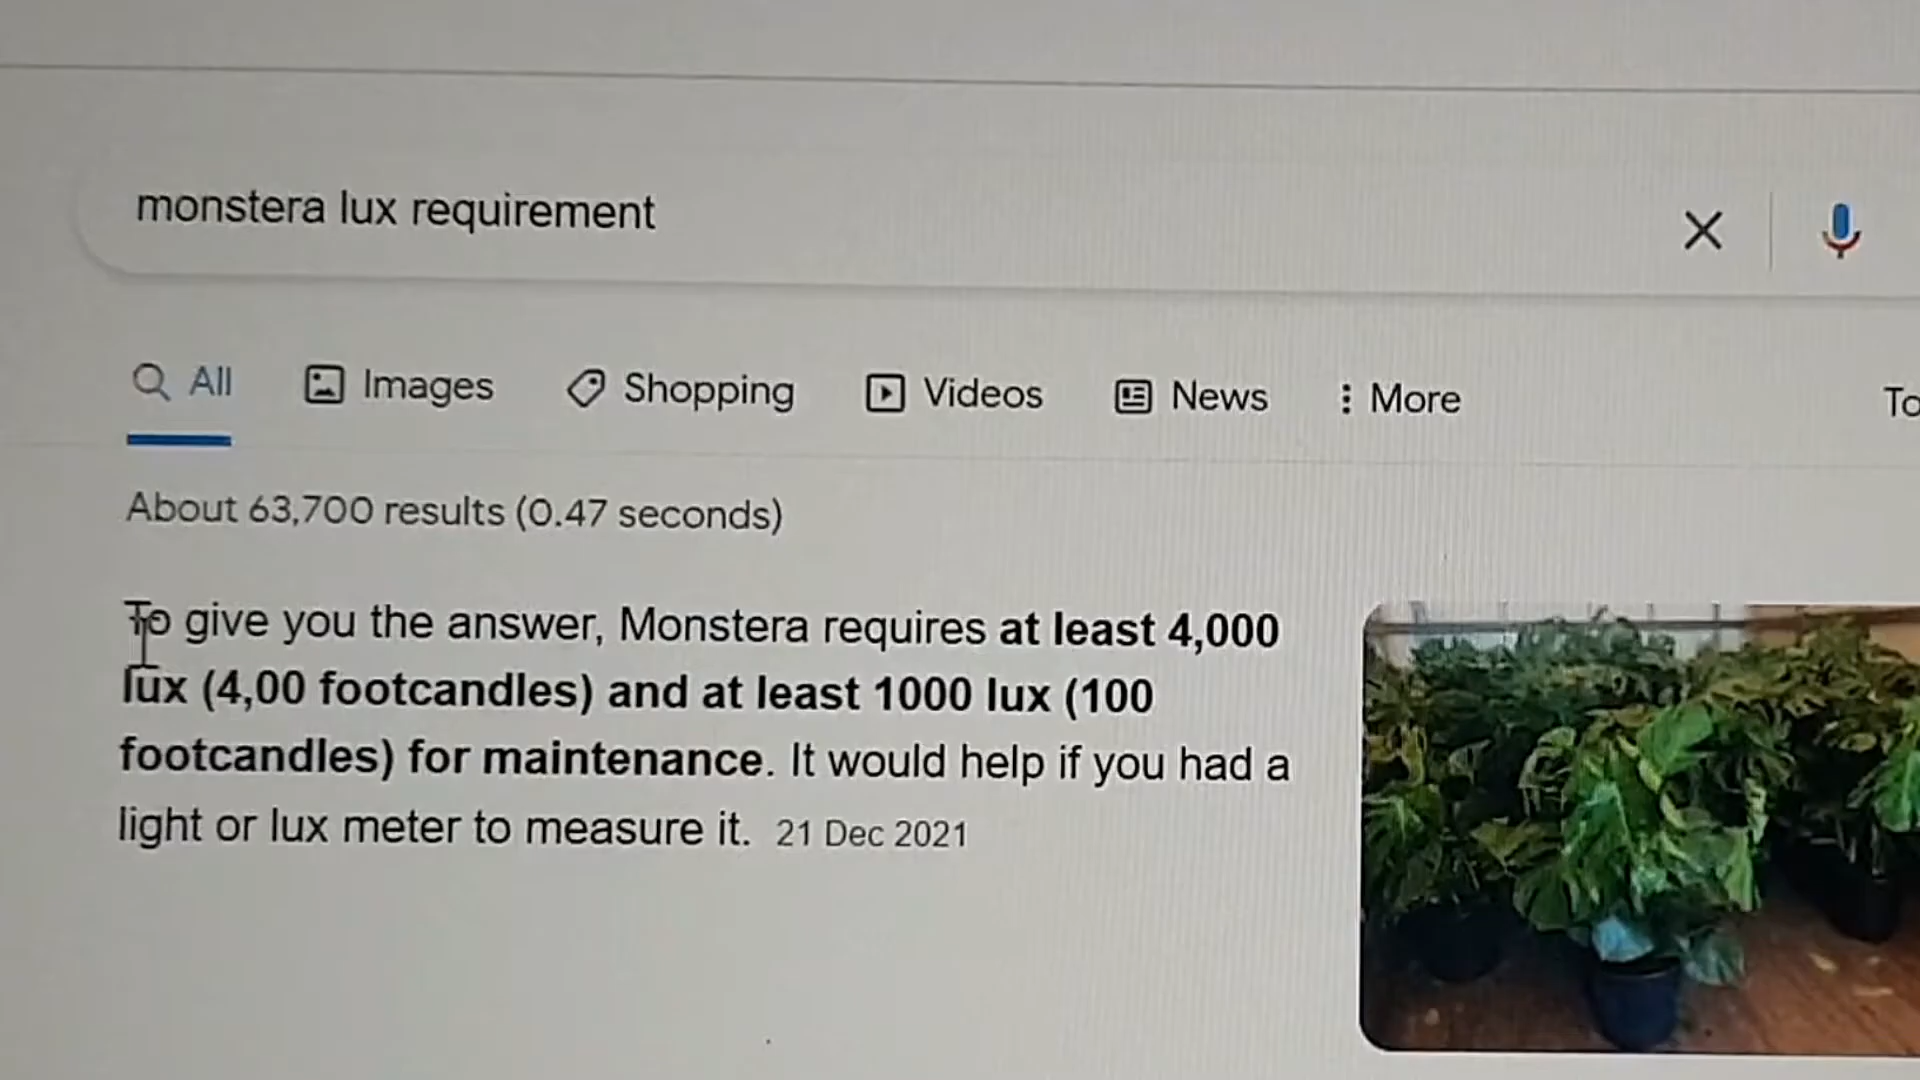 monstera lux requirement
All Images Shopping Videos News More To
About 63,700 results (0.47 seconds)
To give you the answer, Monstera requires at least 4,000
lux (4,00 footcandles) and at least 1000 lux (100
footcandles) for maintenance. It would help if you had a
light or lux meter to measure it. 21 Dec 2021